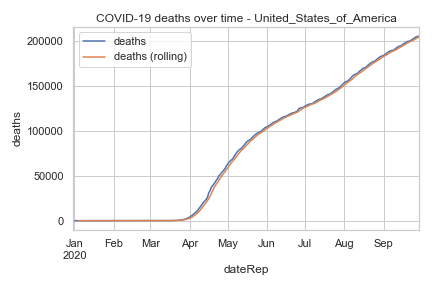 COVID-19 deaths over time - United_States_of_America
deaths
deaths (rolling)
200000
150000
100000
50000
0
deaths
Jan Feb Mar Apr May Jun Jul Aug Sep
2020
dateRep